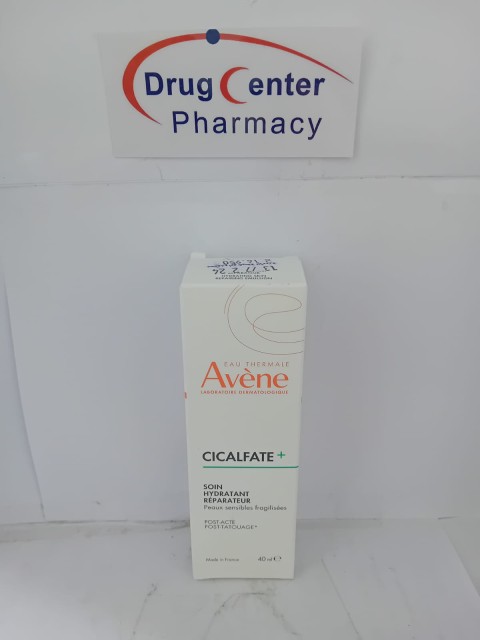 Drug Center
Pharmacy
EAU THERMALE
Avène
LABORATOIRE DERMATOLOGIQUE
CICALFATE+
SOIN
HYDRATANT
RÉPARATEUR
Peaux sensibles fragilisées
POST-ACTE
POST-TATOUAGE*
Made in France
40 ml ℮